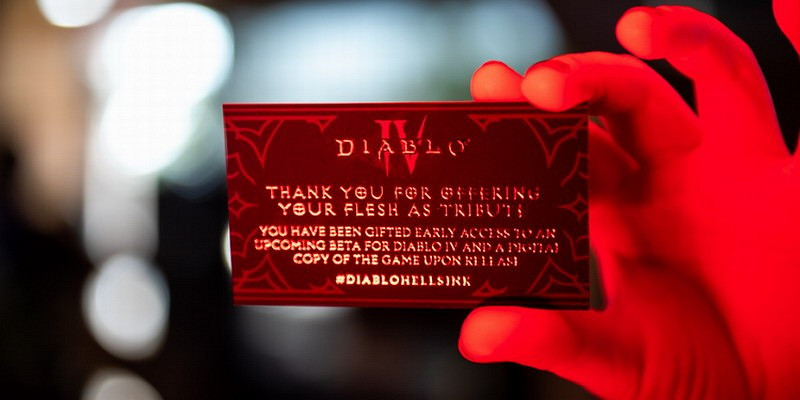 DIABLO IV
THANK YOU FOR OFFERING
YOUR FLESH AS TRIBUTE
YOU HAVE BEEN GIFTED EARLY ACCESS TO AN
UPCOMING BETA FOR DIABLO IV AND A DIGITAL
COPY OF THE GAME UPON RELEASE
#DIABLOHELLSINK